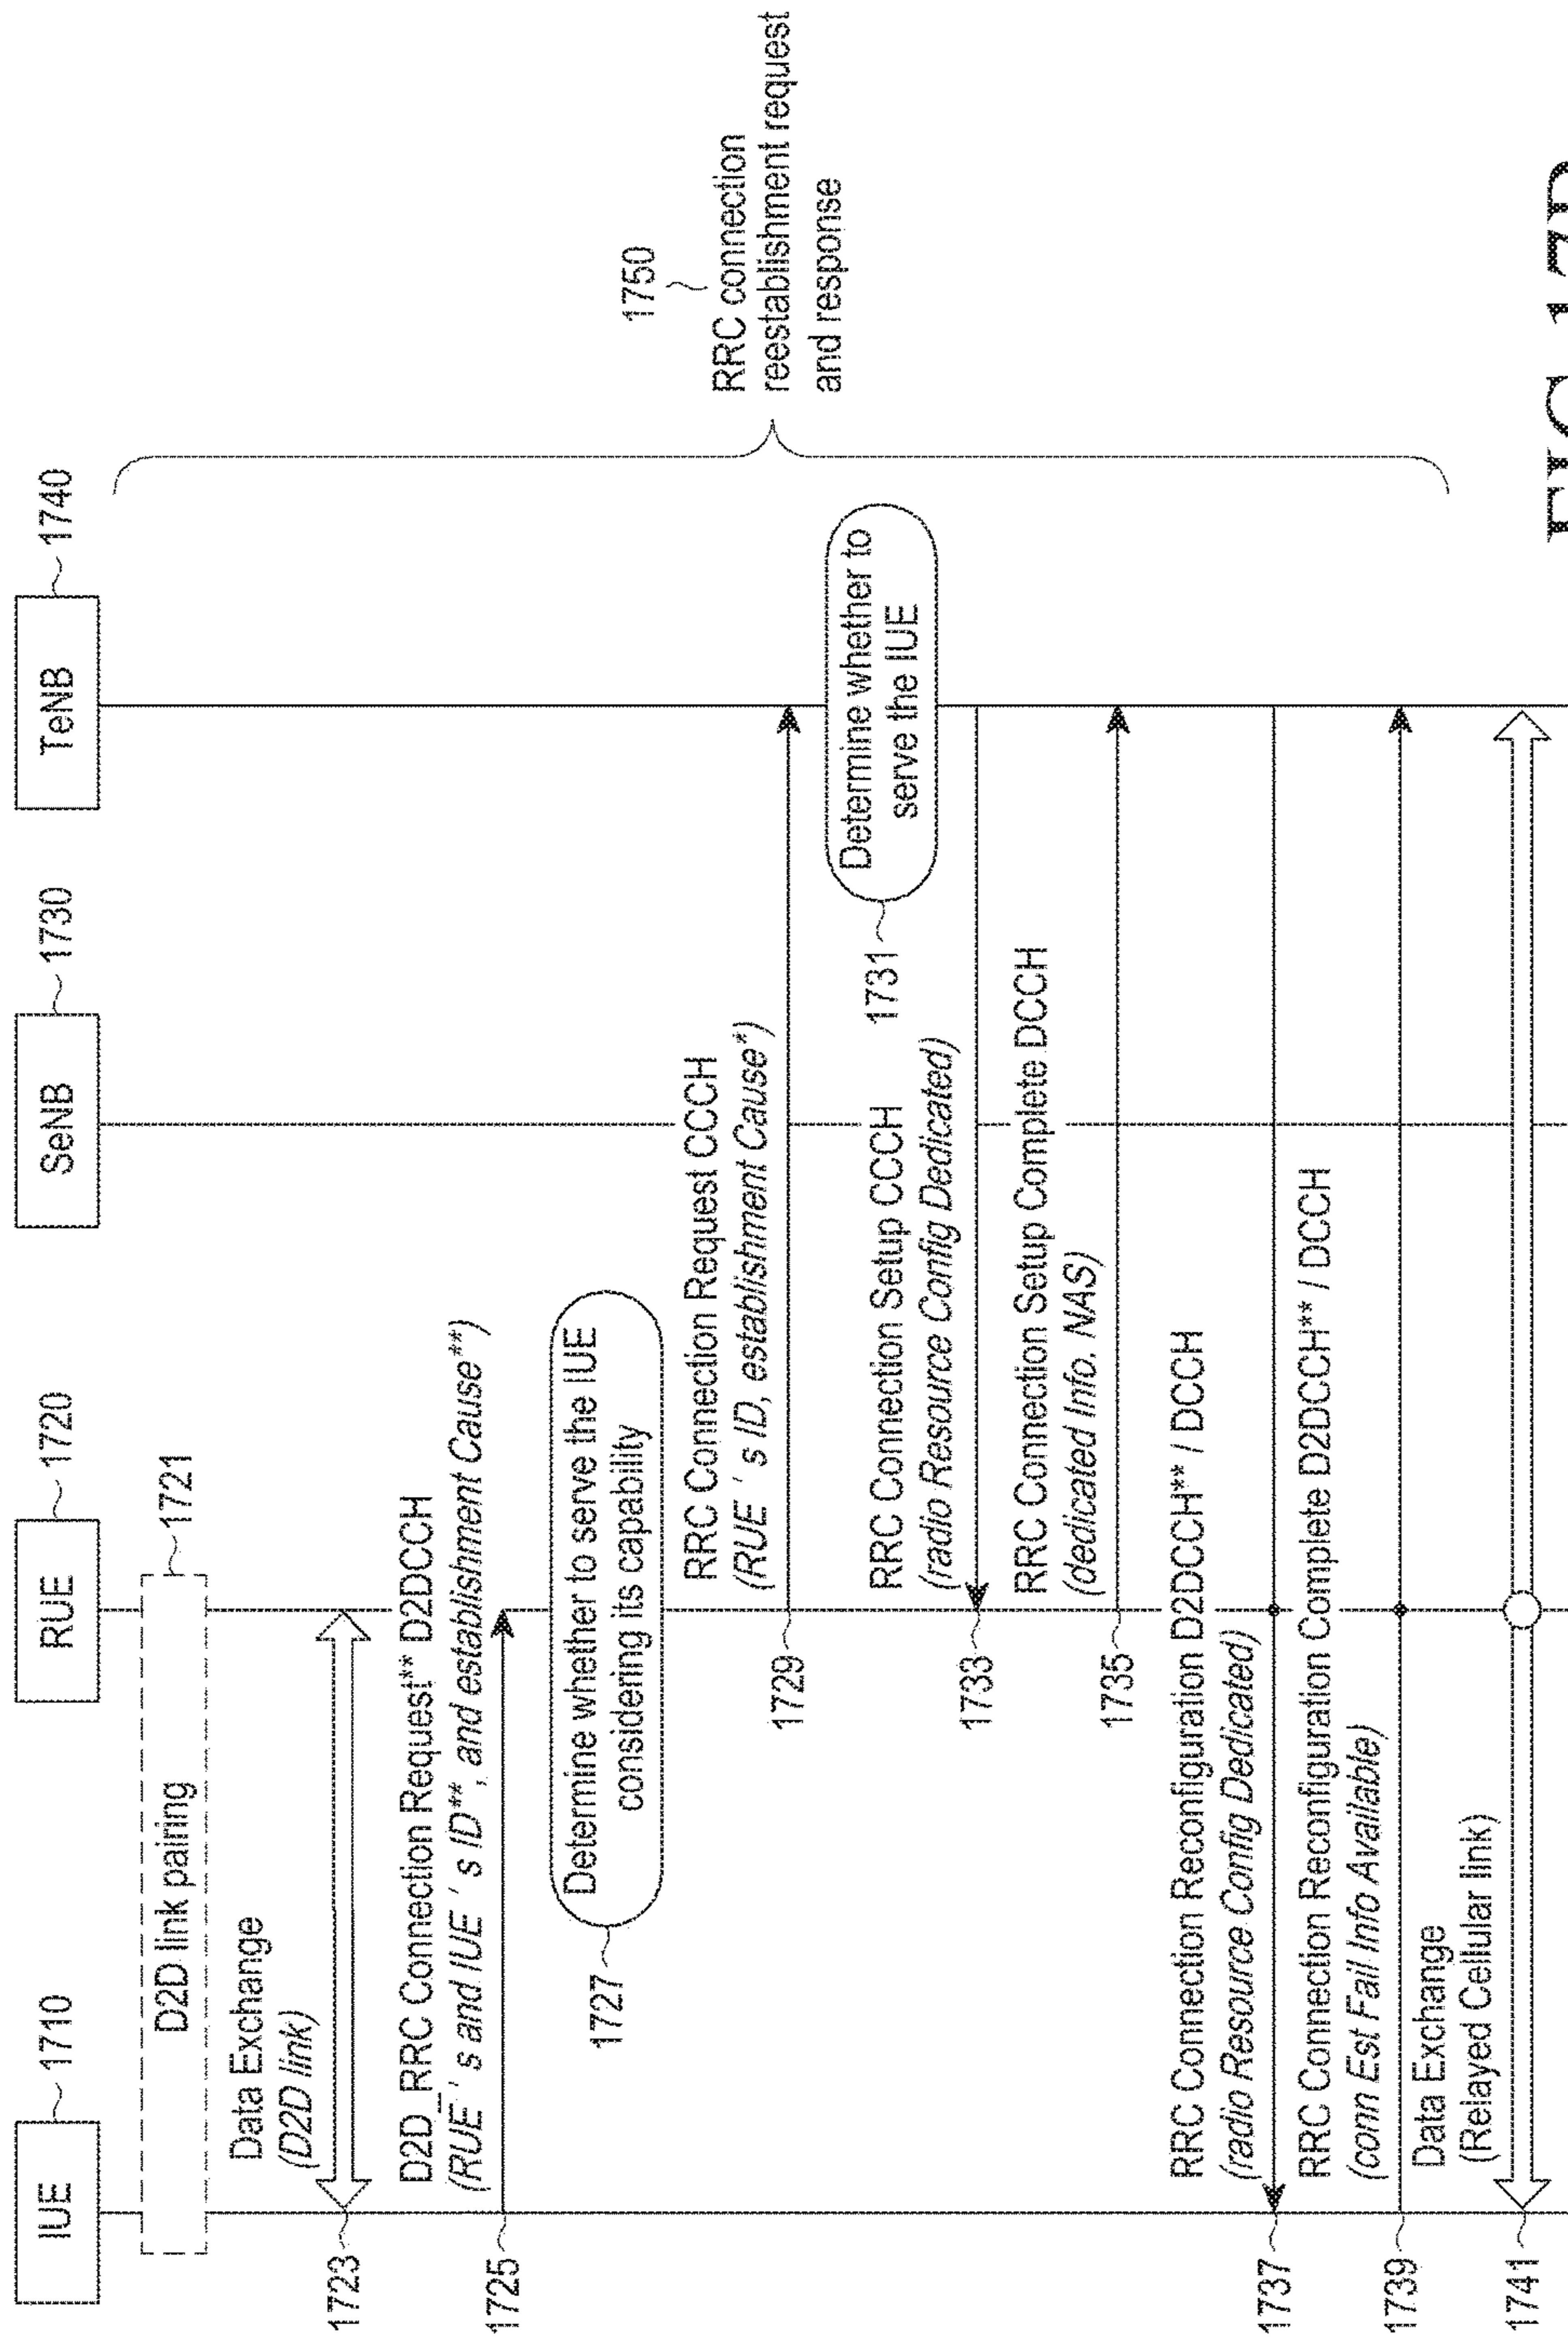 IUE
1710
RUE
1720
SeNB
1730
TeNB
1740
D2D link pairing
1721
Data Exchange
(D2D link)
1723
D2D_RRC Connection Request** D2DCCH
(RUE´s and IUE´s ID**, and establishment Cause**)
1725
Determine whether to serve the IUE
considering its capability
1727
RRC Connection Request CCCH
(RUE´s ID, establishment Cause*)
1729
Determine whether to
serve the IUE
1731
RRC Connection Setup CCCH
(radio Resource Config Dedicated)
1733
RRC Connection Setup Complete DCCH
(dedicated Info. NAS)
1735
RRC Connection Reconfiguration D2DCCH** / DCCH
(radio Resource Config Dedicated)
1737
RRC Connection Reconfiguration Complete D2DCCH** / DCCH
(conn Est Fail Info Available)
1739
Data Exchange
(Relayed Cellular link)
1741
1750
RRC connection
reestablishment request
and response